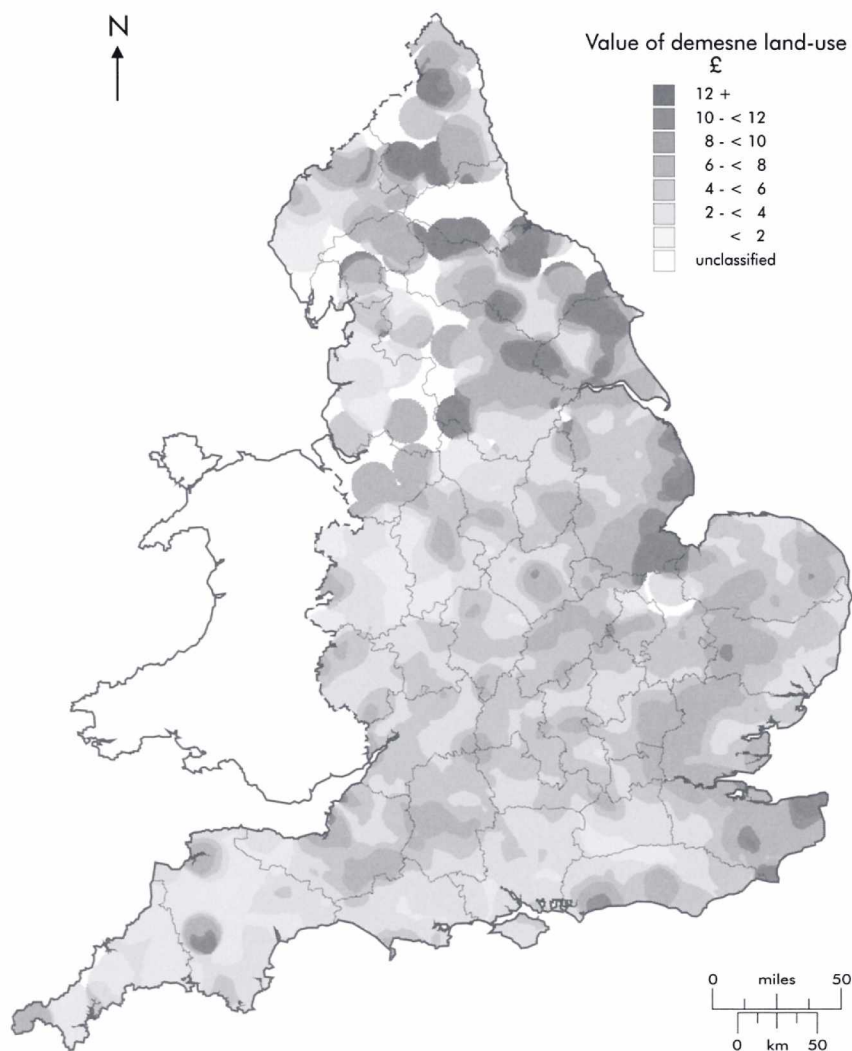 N
Value of demesne land-use
£
12 +
10 - < 12
8 - < 10
6 - < 8
4 - < 6
2 - < 4
< 2
unclassified
0 miles 50
0 km 50